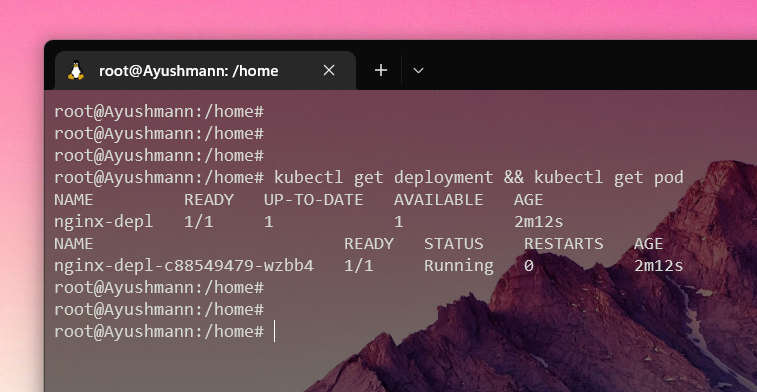 root@Ayushmann: /home
root@Ayushmann:/home#
root@Ayushmann:/home#
root@Ayushmann:/home#
root@Ayushmann:/home# kubectl get deployment && kubectl get pod
NAME READY UP-TO-DATE AVAILABLE AGE
nginx-depl 1/1 1 1 2m12s
NAME READY STATUS RESTARTS AGE
nginx-depl-c88549479-wzbb4 1/1 Running 0 2m12s
root@Ayushmann:/home#
root@Ayushmann:/home#
root@Ayushmann:/home#